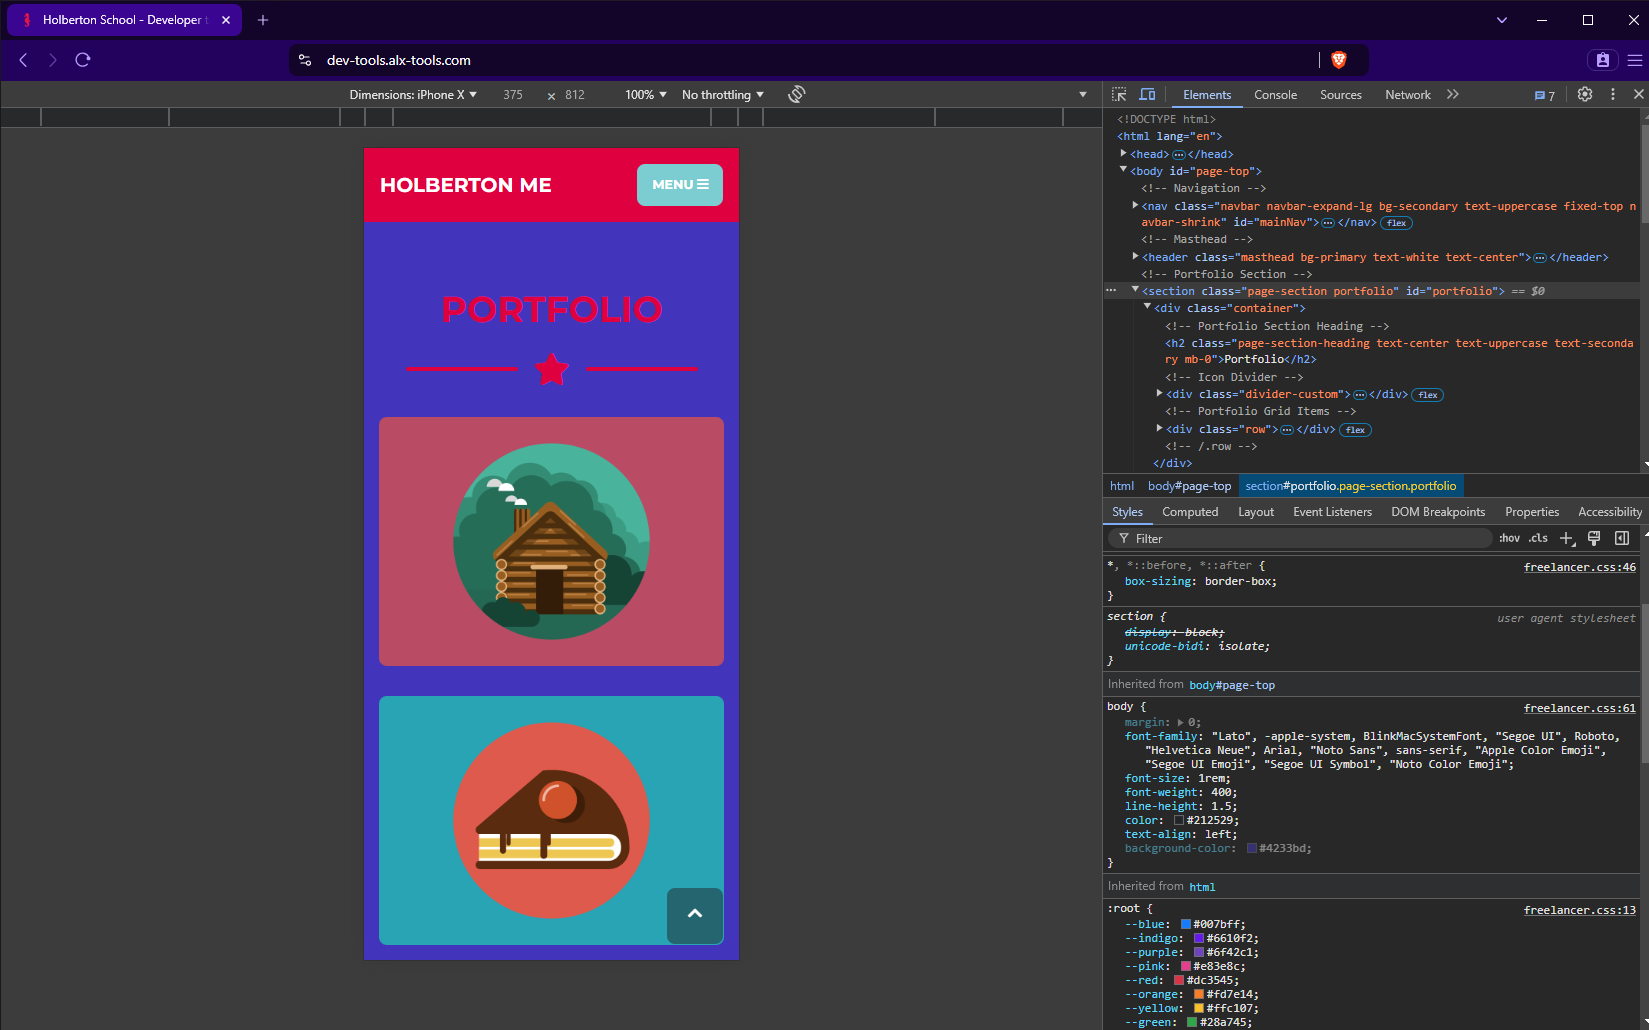 Holberton School - Developer t
dev-tools.alx-tools.com
Dimensions: iPhone X 375 × 812 100% No throttling
Elements Console Sources Network 7
HOLBERTON ME
MENU
PORTFOLIO
<!DOCTYPE html>
<html lang="en">
<head> ⋯ </head>
<body id="page-top">
<!-- Navigation -->
<nav class="navbar navbar-expand-lg bg-secondary text-uppercase fixed-top n
avbar-shrink" id="mainNav"> ⋯ </nav> flex
<!-- Masthead -->
<header class="masthead bg-primary text-white text-center"> ⋯ </header>
<!-- Portfolio Section -->
⋯ <section class="page-section portfolio" id="portfolio"> == $0
<div class="container">
<!-- Portfolio Section Heading -->
<h2 class="page-section-heading text-center text-uppercase text-seconda
ry mb-0">Portfolio</h2>
<!-- Icon Divider -->
<div class="divider-custom"> ⋯ </div> flex
<!-- Portfolio Grid Items -->
<div class="row"> ⋯ </div> flex
<!-- /.row -->
</div>
html body#page-top section#portfolio.page-section.portfolio
Styles Computed Layout Event Listeners DOM Breakpoints Properties Accessibility
Filter :hov .cls
*, *::before, *::after { freelancer.css:46
box-sizing: border-box;
}
section { user agent stylesheet
display: block;
unicode-bidi: isolate;
}
Inherited from body#page-top
body { freelancer.css:61
margin: 0;
font-family: "Lato", -apple-system, BlinkMacSystemFont, "Segoe UI", Roboto,
"Helvetica Neue", Arial, "Noto Sans", sans-serif, "Apple Color Emoji",
"Segoe UI Emoji", "Segoe UI Symbol", "Noto Color Emoji";
font-size: 1rem;
font-weight: 400;
line-height: 1.5;
color: #212529;
text-align: left;
background-color: #4233bd;
}
Inherited from html
:root { freelancer.css:13
--blue: #007bff;
--indigo: #6610f2;
--purple: #6f42c1;
--pink: #e83e8c;
--red: #dc3545;
--orange: #fd7e14;
--yellow: #ffc107;
--green: #28a745;